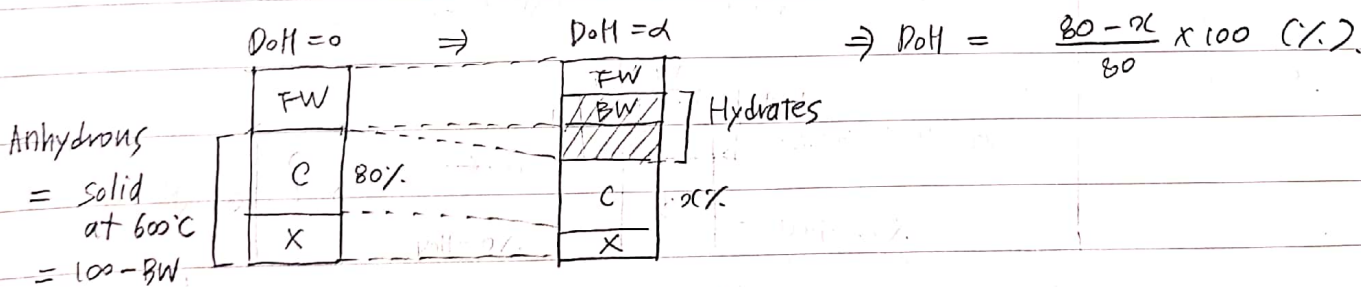 DoH = 0 ⇒ DoH = α ⇒ DoH = 80 - x / 80 × 100 (%).
FW
FW
BW
Hydrates
Anhydrous
= solid
at 600°C
= 100 - BW
C
80%
C
x%
X
X